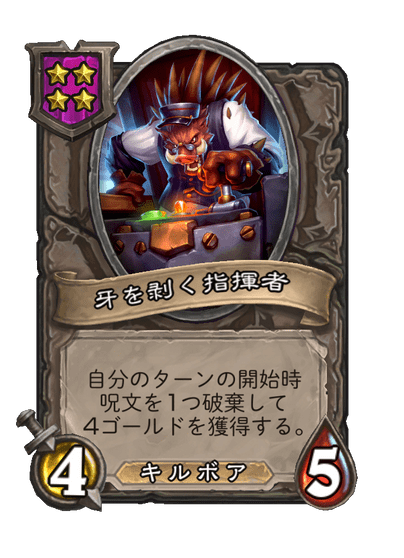 牙を剥く指揮者
自分のターンの開始時
呪文を1つ破棄して
4ゴールドを獲得する。
4
キルボア
5